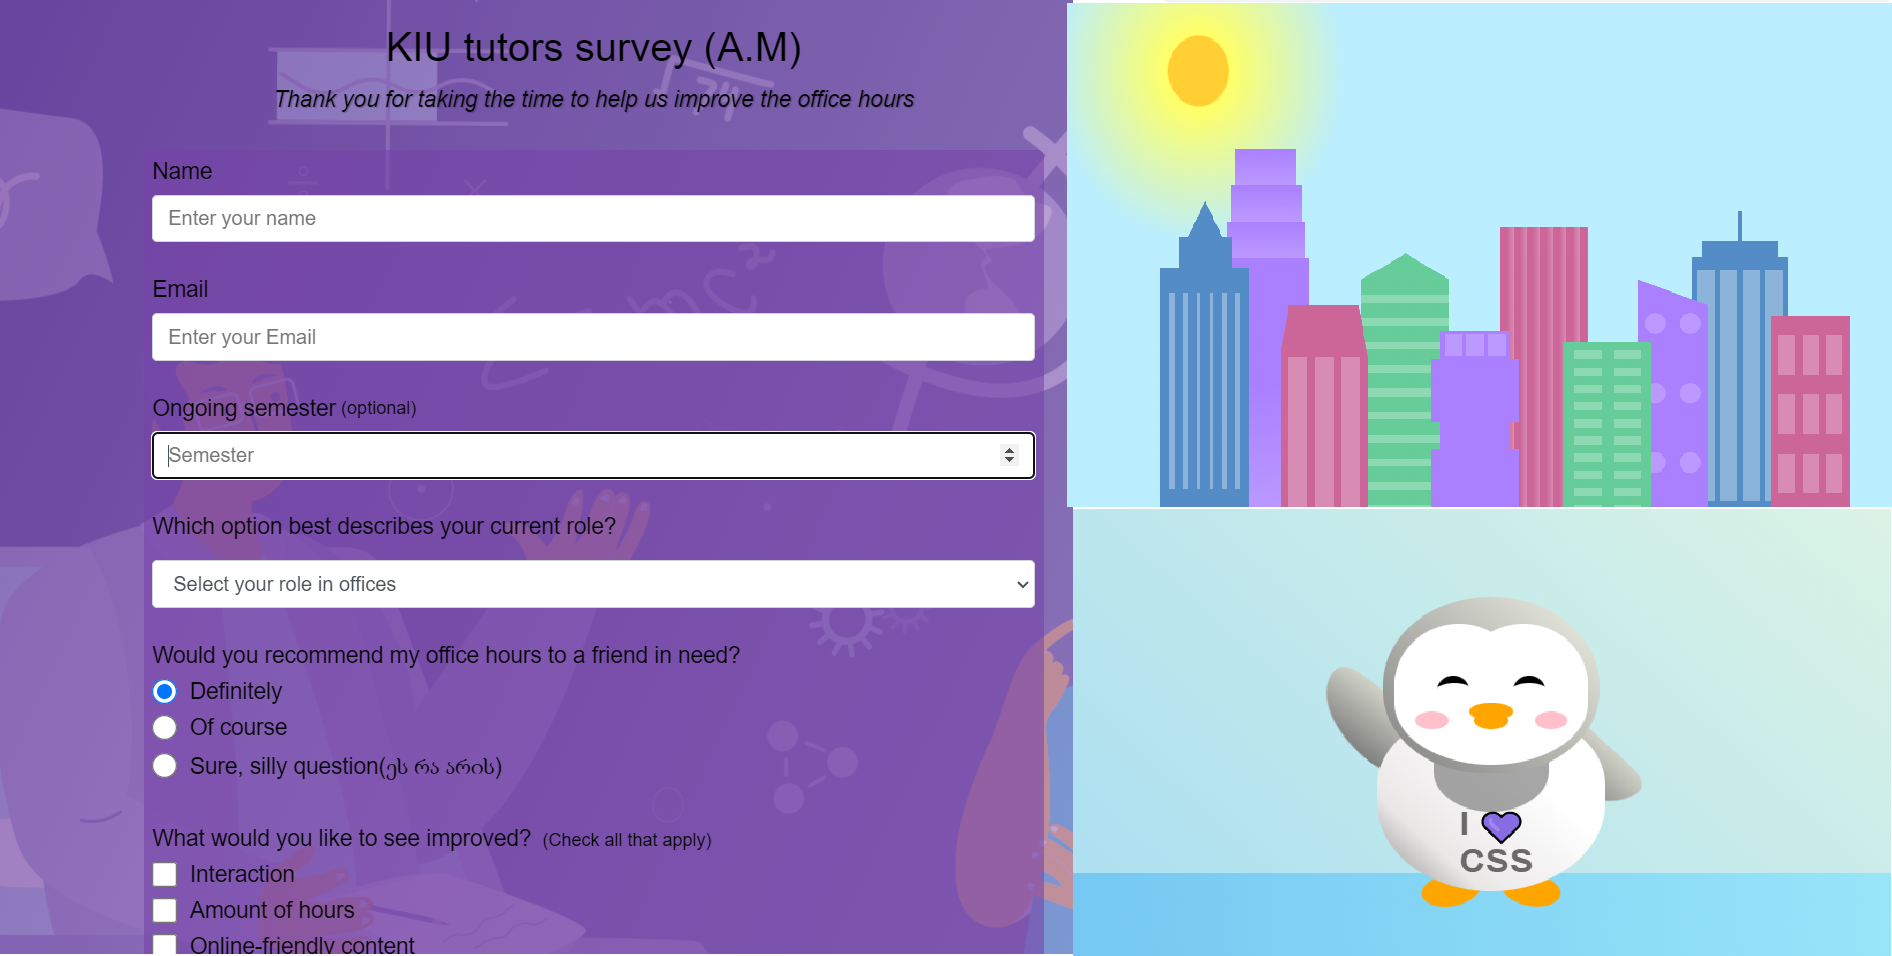 KIU tutors survey (A.M)
Thank you for taking the time to help us improve the office hours
Name
Enter your name
Email
Enter your Email
Ongoing semester (optional)
Semester
Which option best describes your current role?
Select your role in offices
Would you recommend my office hours to a friend in need?
Definitely
Of course
Sure, silly question(ეს რა არის)
What would you like to see improved? (Check all that apply)
Interaction
Amount of hours
Online-friendly content
I
CSS